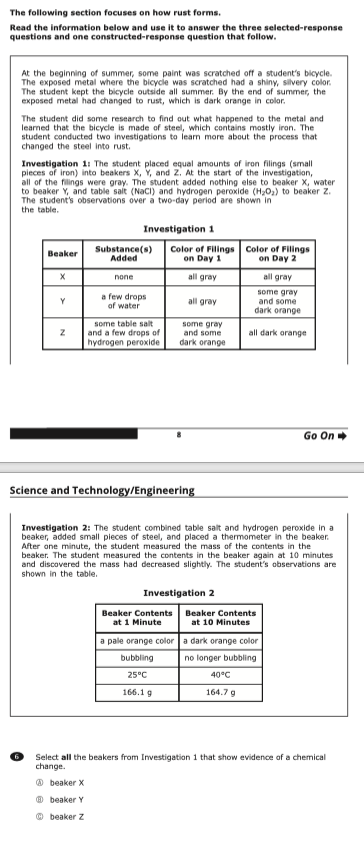 The following section focuses on how rust forms.
Read the information below and use it to answer the three selected-response
questions and one constructed-response question that follow.
At the beginning of summer, some paint was scratched off a student's bicycle.
The exposed metal where the bicycle was scratched had a shiny, silvery color.
The student kept the bicycle outside all summer. By the end of summer, the
exposed metal had changed to rust, which is dark orange in color.
The student did some research to find out what happened to the metal and
learned that the bicycle is made of steel, which contains mostly iron. The
student conducted two investigations to learn more about the process that
changed the steel into rust.
Investigation 1: The student placed equal amounts of iron filings (small
pieces of iron) into beakers X, Y, and Z. At the start of the investigation,
all of the filings were gray. The student added nothing else to beaker X, water
to beaker Y, and table salt (NaCl) and hydrogen peroxide (H₂O₂) to beaker Z.
The student's observations over a two-day period are shown in
the table.
Investigation 1
Beaker
Substance(s)
Added
Color of Filings
on Day 1
Color of Filings
on Day 2
X
none
all gray
all gray
Y
a few drops
of water
all gray
some gray
and some
dark orange
Z
some table salt
and a few drops of
hydrogen peroxide
some gray
and some
dark orange
all dark orange
8
Go On
Science and Technology/Engineering
Investigation 2: The student combined table salt and hydrogen peroxide in a
beaker, added small pieces of steel, and placed a thermometer in the beaker.
After one minute, the student measured the mass of the contents in the
beaker. The student measured the contents in the beaker again at 10 minutes
and discovered the mass had decreased slightly. The student's observations are
shown in the table.
Investigation 2
Beaker Contents
at 1 Minute
Beaker Contents
at 10 Minutes
a pale orange color
a dark orange color
bubbling
no longer bubbling
25°C
40°C
166.1 g
164.7 g
6 Select all the beakers from Investigation 1 that show evidence of a chemical
change.
A beaker X
B beaker Y
C beaker Z